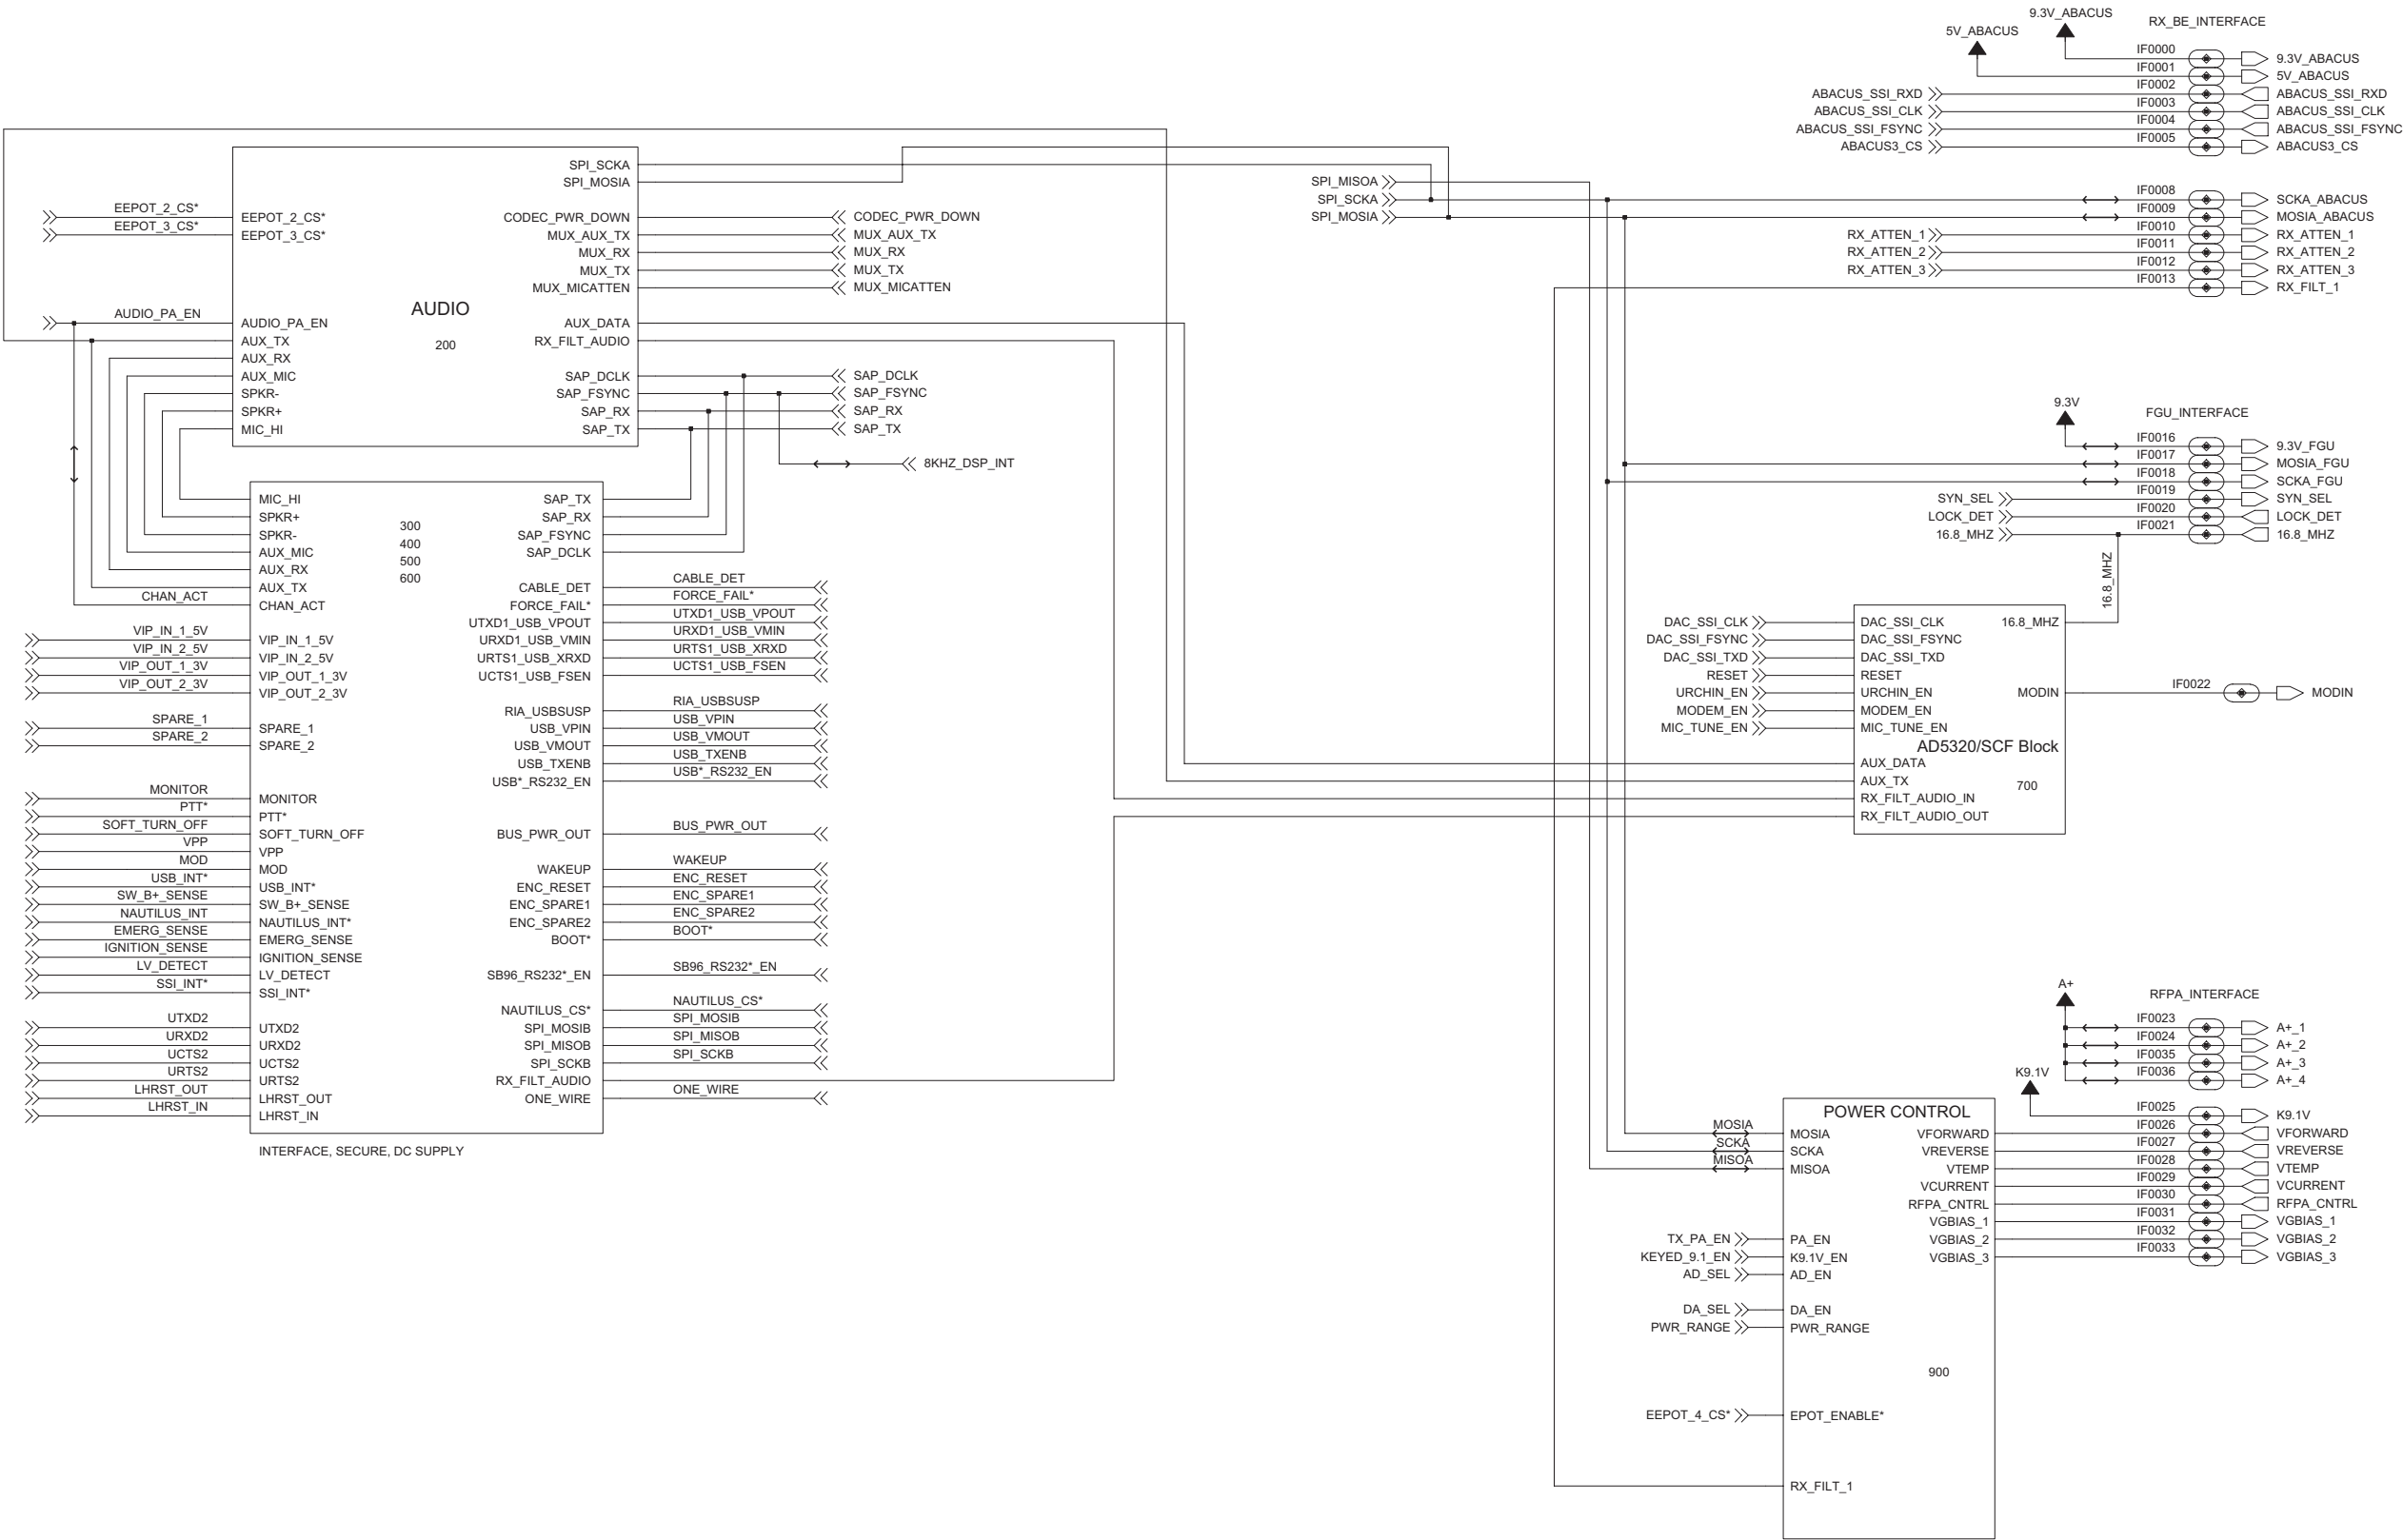 9.3V_ABACUS
RX_BE_INTERFACE
5V_ABACUS
IF0000 9.3V_ABACUS
IF0001 5V_ABACUS
ABACUS_SSI_RXD IF0002 ABACUS_SSI_RXD
ABACUS_SSI_CLK IF0003 ABACUS_SSI_CLK
ABACUS_SSI_FSYNC IF0004 ABACUS_SSI_FSYNC
ABACUS3_CS IF0005 ABACUS3_CS
SPI_MISOA
SPI_SCKA IF0008 SCKA_ABACUS
SPI_MOSIA IF0009 MOSIA_ABACUS
RX_ATTEN_1 IF0010 RX_ATTEN_1
RX_ATTEN_2 IF0011 RX_ATTEN_2
RX_ATTEN_3 IF0012 RX_ATTEN_3
IF0013 RX_FILT_1
AUDIO
200
EEPOT_2_CS* EEPOT_2_CS*
EEPOT_3_CS* EEPOT_3_CS*
AUDIO_PA_EN AUDIO_PA_EN
AUX_TX
AUX_RX
AUX_MIC
SPKR-
SPKR+
MIC_HI
SPI_SCKA
SPI_MOSIA
CODEC_PWR_DOWN CODEC_PWR_DOWN
MUX_AUX_TX MUX_AUX_TX
MUX_RX MUX_RX
MUX_TX MUX_TX
MUX_MICATTEN MUX_MICATTEN
AUX_DATA
RX_FILT_AUDIO
SAP_DCLK SAP_DCLK
SAP_FSYNC SAP_FSYNC
SAP_RX SAP_RX
SAP_TX SAP_TX
8KHZ_DSP_INT
9.3V
FGU_INTERFACE
IF0016 9.3V_FGU
IF0017 MOSIA_FGU
IF0018 SCKA_FGU
SYN_SEL IF0019 SYN_SEL
LOCK_DET IF0020 LOCK_DET
16.8_MHZ IF0021 16.8_MHZ
16.8_MHZ
300
400
500
600
MIC_HI
SPKR+
SPKR-
AUX_MIC
AUX_RX
AUX_TX
CHAN_ACT CHAN_ACT
VIP_IN_1_5V VIP_IN_1_5V
VIP_IN_2_5V VIP_IN_2_5V
VIP_OUT_1_3V VIP_OUT_1_3V
VIP_OUT_2_3V VIP_OUT_2_3V
SPARE_1 SPARE_1
SPARE_2 SPARE_2
MONITOR MONITOR
PTT* PTT*
SOFT_TURN_OFF SOFT_TURN_OFF
VPP VPP
MOD MOD
USB_INT* USB_INT*
SW_B+_SENSE SW_B+_SENSE
NAUTILUS_INT NAUTILUS_INT*
EMERG_SENSE EMERG_SENSE
IGNITION_SENSE IGNITION_SENSE
LV_DETECT LV_DETECT
SSI_INT* SSI_INT*
UTXD2 UTXD2
URXD2 URXD2
UCTS2 UCTS2
URTS2 URTS2
LHRST_OUT LHRST_OUT
LHRST_IN LHRST_IN
SAP_TX
SAP_RX
SAP_FSYNC
SAP_DCLK
CABLE_DET CABLE_DET
FORCE_FAIL* FORCE_FAIL*
UTXD1_USB_VPOUT UTXD1_USB_VPOUT
URXD1_USB_VMIN URXD1_USB_VMIN
URTS1_USB_XRXD URTS1_USB_XRXD
UCTS1_USB_FSEN UCTS1_USB_FSEN
RIA_USBSUSP RIA_USBSUSP
USB_VPIN USB_VPIN
USB_VMOUT USB_VMOUT
USB_TXENB USB_TXENB
USB*_RS232_EN USB*_RS232_EN
BUS_PWR_OUT BUS_PWR_OUT
WAKEUP WAKEUP
ENC_RESET ENC_RESET
ENC_SPARE1 ENC_SPARE1
ENC_SPARE2 ENC_SPARE2
BOOT* BOOT*
SB96_RS232*_EN SB96_RS232*_EN
NAUTILUS_CS* NAUTILUS_CS*
SPI_MOSIB SPI_MOSIB
SPI_MISOB SPI_MISOB
SPI_SCKB SPI_SCKB
RX_FILT_AUDIO
ONE_WIRE ONE_WIRE
INTERFACE, SECURE, DC SUPPLY
DAC_SSI_CLK DAC_SSI_CLK 16.8_MHZ
DAC_SSI_FSYNC DAC_SSI_FSYNC
DAC_SSI_TXD DAC_SSI_TXD
RESET RESET
URCHIN_EN URCHIN_EN MODIN IF0022 MODIN
MODEM_EN MODEM_EN
MIC_TUNE_EN MIC_TUNE_EN
AD5320/SCF Block
AUX_DATA
AUX_TX
700
RX_FILT_AUDIO_IN
RX_FILT_AUDIO_OUT
A+
RFPA_INTERFACE
IF0023 A+_1
IF0024 A+_2
IF0035 A+_3
IF0036 A+_4
K9.1V
IF0025 K9.1V
POWER CONTROL
MOSIA MOSIA VFORWARD IF0026 VFORWARD
SCKA SCKA VREVERSE IF0027 VREVERSE
MISOA MISOA VTEMP IF0028 VTEMP
VCURRENT IF0029 VCURRENT
RFPA_CNTRL IF0030 RFPA_CNTRL
VGBIAS_1 IF0031 VGBIAS_1
TX_PA_EN PA_EN VGBIAS_2 IF0032 VGBIAS_2
KEYED_9.1_EN K9.1V_EN VGBIAS_3 IF0033 VGBIAS_3
AD_SEL AD_EN
DA_SEL DA_EN
PWR_RANGE PWR_RANGE
900
EEPOT_4_CS* EPOT_ENABLE*
RX_FILT_1